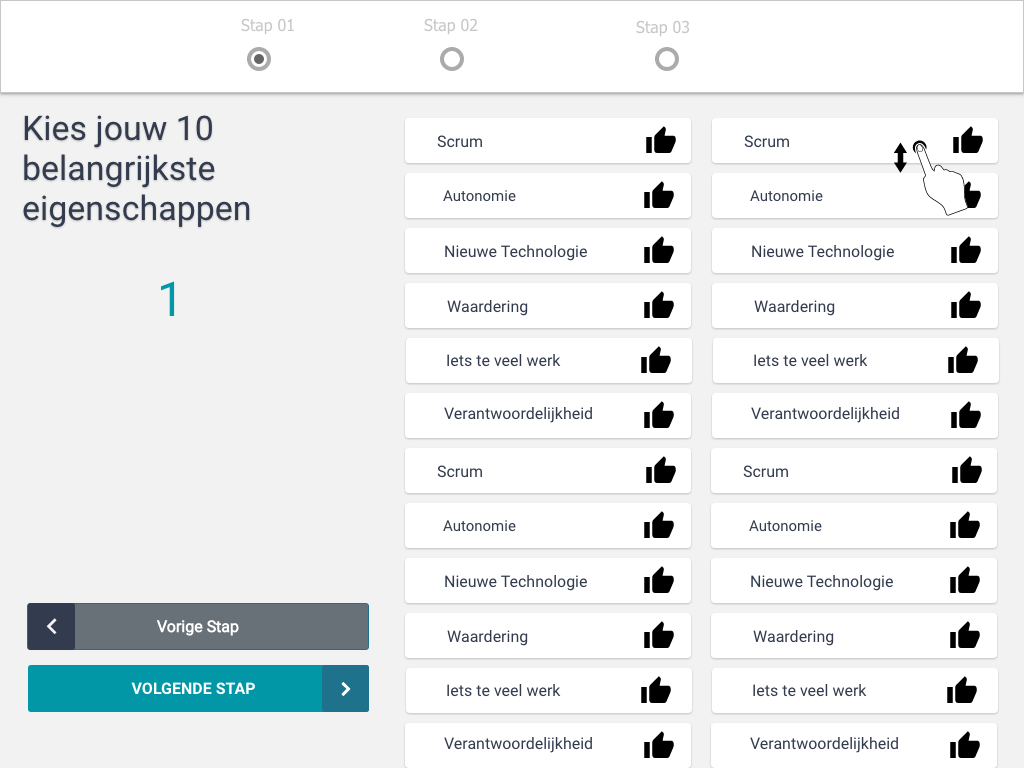 Stap 01
Stap 02
Stap 03
Kies jouw 10
belangrijkste
eigenschappen
1
Vorige Stap
VOLGENDE STAP
Scrum
Autonomie
Nieuwe Technologie
Waardering
Iets te veel werk
Verantwoordelijkheid
Scrum
Autonomie
Nieuwe Technologie
Waardering
Iets te veel werk
Verantwoordelijkheid
Scrum
Autonomie
Nieuwe Technologie
Waardering
Iets te veel werk
Verantwoordelijkheid
Scrum
Autonomie
Nieuwe Technologie
Waardering
Iets te veel werk
Verantwoordelijkheid